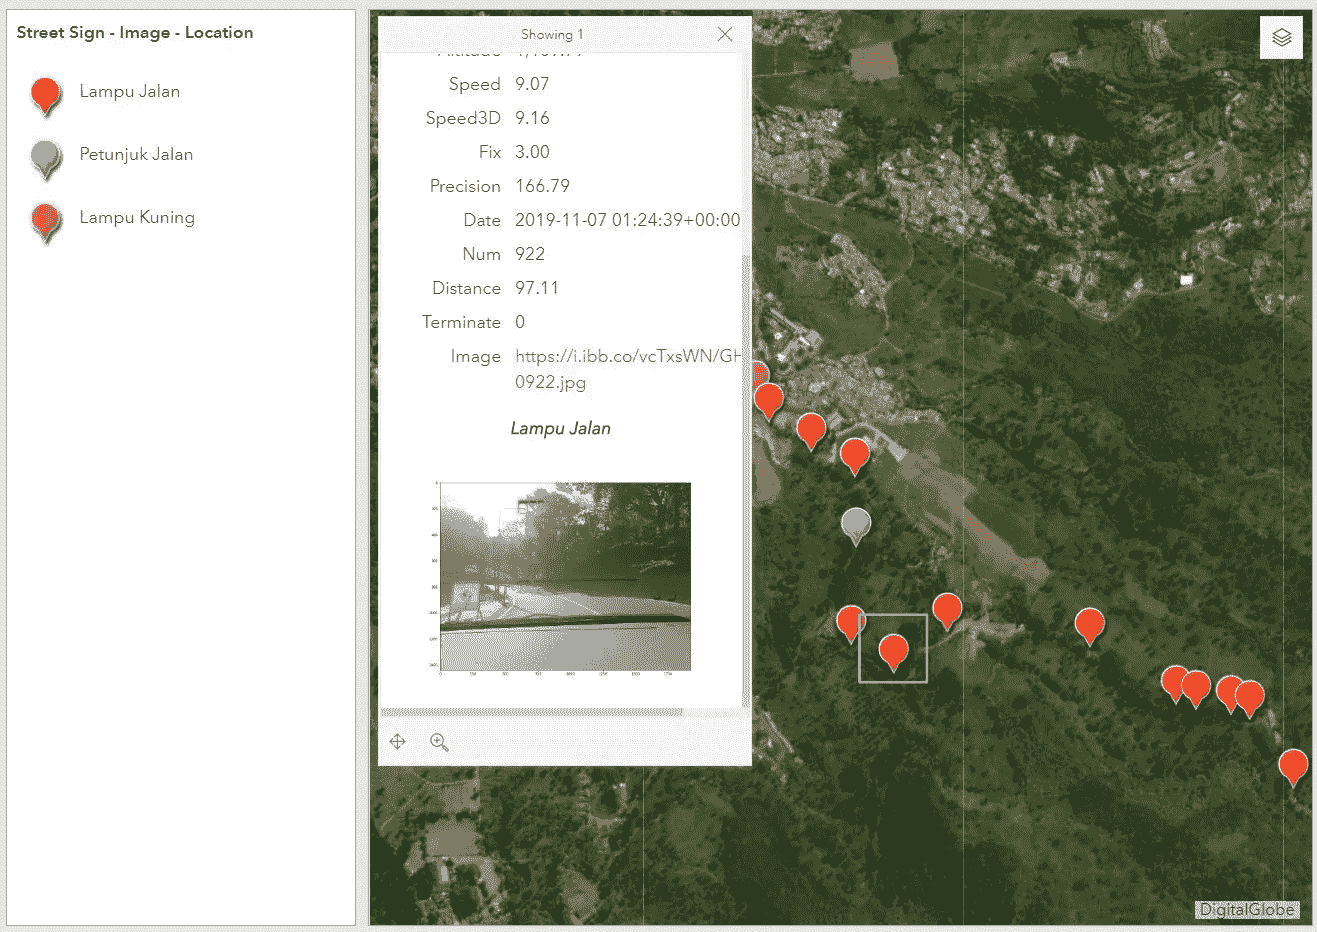 Street Sign - Image - Location
Lampu Jalan
Petunjuk Jalan
Lampu Kuning
Showing 1
Speed 9.07
Speed3D 9.16
Fix 3.00
Precision 166.79
Date 2019-11-07 01:24:39+00:00
Num 922
Distance 97.11
Terminate 0
Image https://i.ibb.co/vcTxsWN/GH
0922.jpg
Lampu Jalan
DigitalGlobe